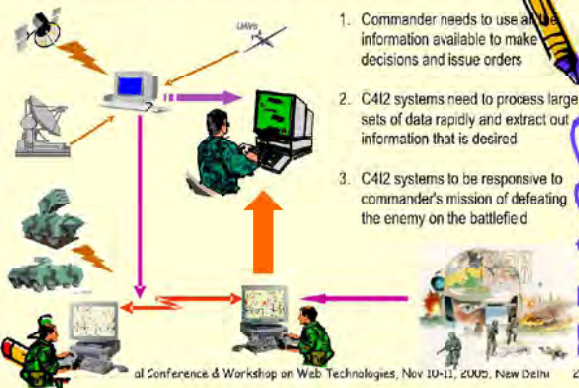 UAVs
1. Commander needs to use all the
information available to make
decisions and issue orders
2. C4I2 systems need to process large
sets of data rapidly and extract out
information that is desired
3. C4I2 systems to be responsive to
commander's mission of defeating
the enemy on the battlefied
al Conference & Workshop on Web Technologies, Nov 10-11, 2005, New Delhi 2